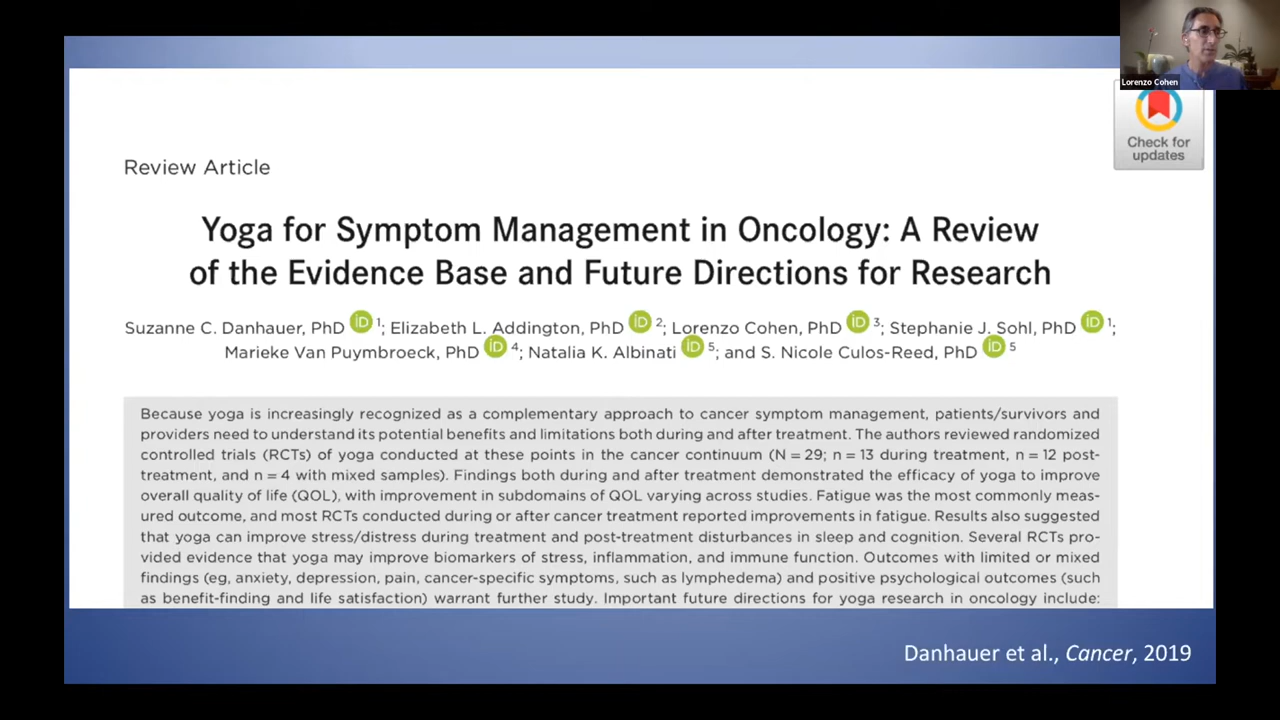 Lorenzo Cohen
Check for
updates
Review Article
Yoga for Symptom Management in Oncology: A Review
of the Evidence Base and Future Directions for Research
Suzanne C. Danhauer, PhD iD 1; Elizabeth L. Addington, PhD iD 2; Lorenzo Cohen, PhD iD 3; Stephanie J. Sohl, PhD iD 1;
Marieke Van Puymbroeck, PhD iD 4; Natalia K. Albinati iD 5; and S. Nicole Culos-Reed, PhD iD 5
Because yoga is increasingly recognized as a complementary approach to cancer symptom management, patients/survivors and
providers need to understand its potential benefits and limitations both during and after treatment. The authors reviewed randomized
controlled trials (RCTs) of yoga conducted at these points in the cancer continuum (N = 29; n = 13 during treatment, n = 12 post-
treatment, and n = 4 with mixed samples). Findings both during and after treatment demonstrated the efficacy of yoga to improve
overall quality of life (QOL), with improvement in subdomains of QOL varying across studies. Fatigue was the most commonly meas-
ured outcome, and most RCTs conducted during or after cancer treatment reported improvements in fatigue. Results also suggested
that yoga can improve stress/distress during treatment and post-treatment disturbances in sleep and cognition. Several RCTs pro-
vided evidence that yoga may improve biomarkers of stress, inflammation, and immune function. Outcomes with limited or mixed
findings (eg, anxiety, depression, pain, cancer-specific symptoms, such as lymphedema) and positive psychological outcomes (such
as benefit-finding and life satisfaction) warrant further study. Important future directions for yoga research in oncology include:
Danhauer et al., Cancer, 2019